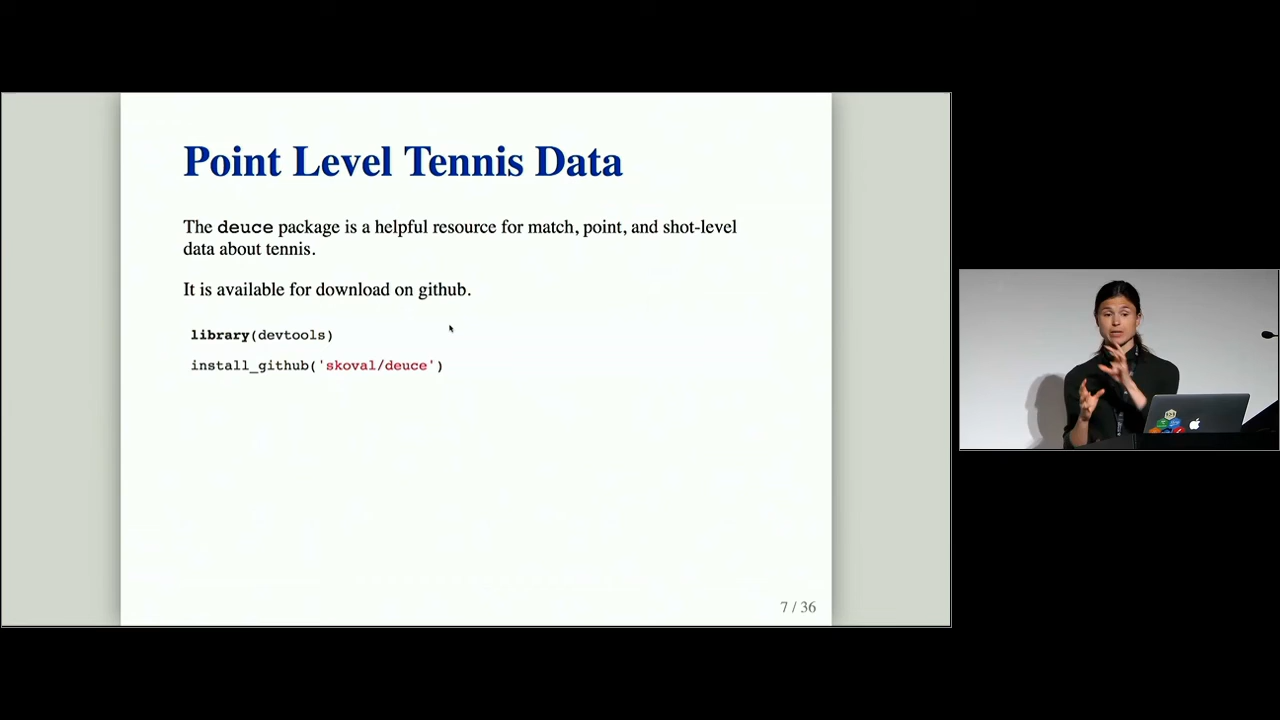 Point Level Tennis Data
The deuce package is a helpful resource for match, point, and shot-level
data about tennis.
It is available for download on github.
library(devtools)
install_github('skoval/deuce')
7 / 36